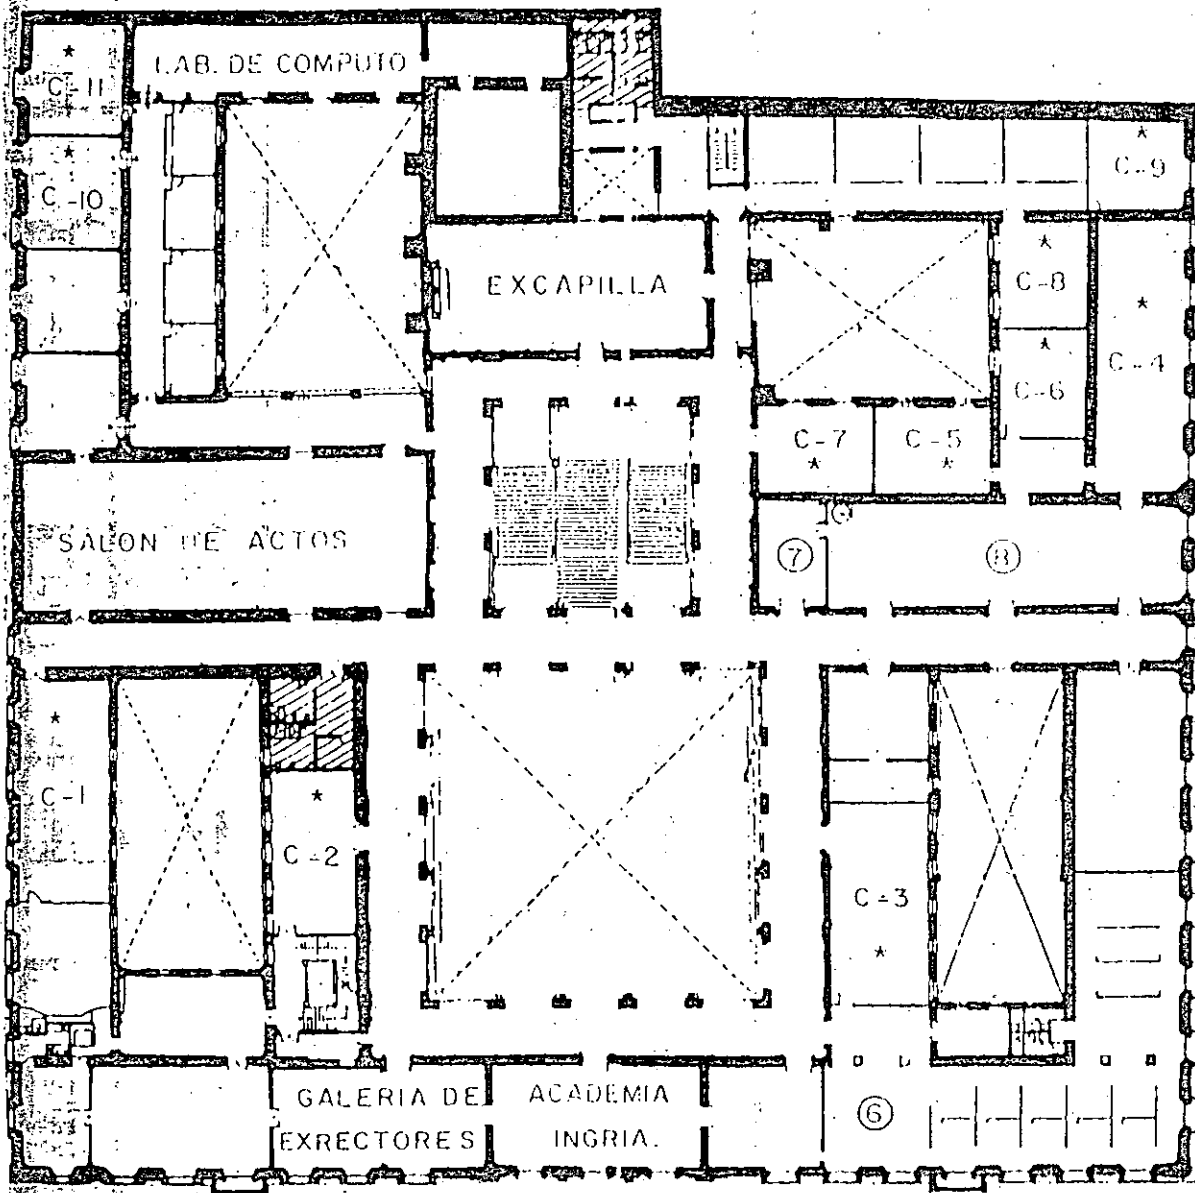 LAB. DE COMPUTO
C-11
C-10
C-9
EXCAPILLA
C-8
C-4
C-6
C-7
C-5
SALON DE ACTOS
7
8
C-1
C-2
C-3
GALERIA DE
EXRECTORES
ACADEMIA
INGRIA.
6